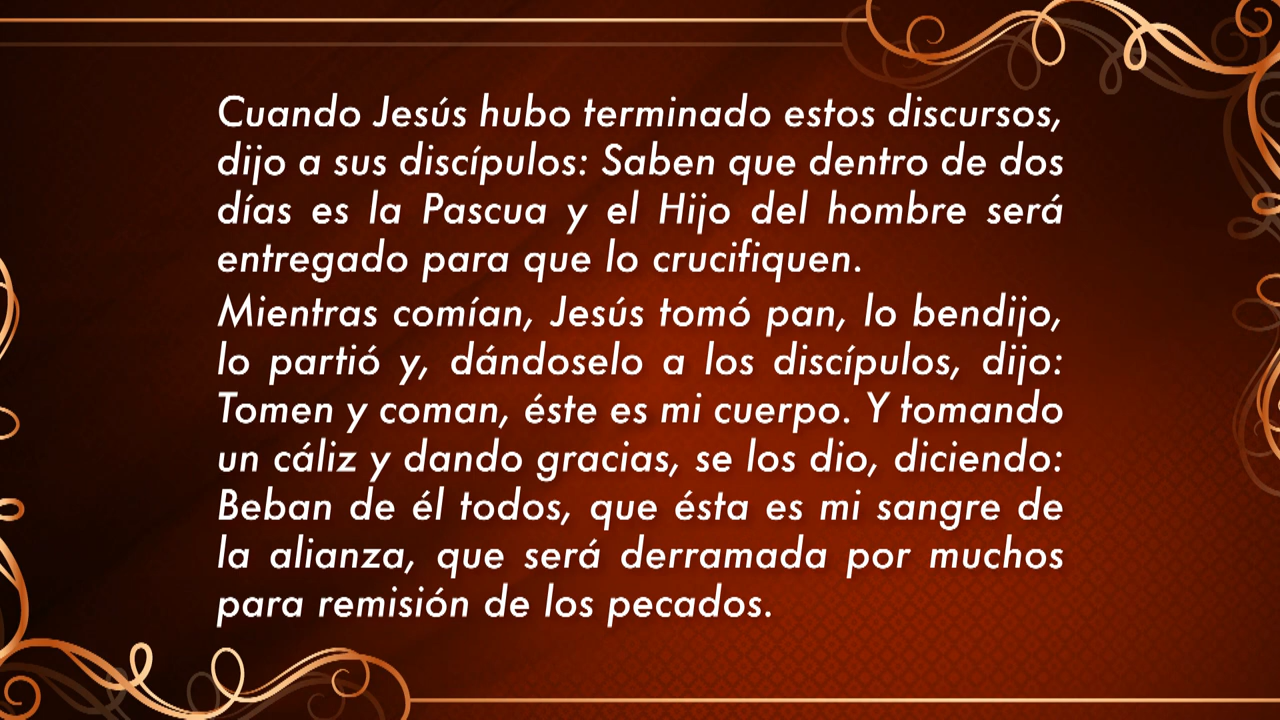 Cuando Jesús hubo terminado estos discursos,
dijo a sus discípulos: Saben que dentro de dos
días es la Pascua y el Hijo del hombre será
entregado para que lo crucifiquen.
Mientras comían, Jesús tomó pan, lo bendijo,
lo partió y, dándoselo a los discípulos, dijo:
Tomen y coman, éste es mi cuerpo. Y tomando
un cáliz y dando gracias, se los dio, diciendo:
Beban de él todos, que ésta es mi sangre de
la alianza, que será derramada por muchos
para remisión de los pecados.